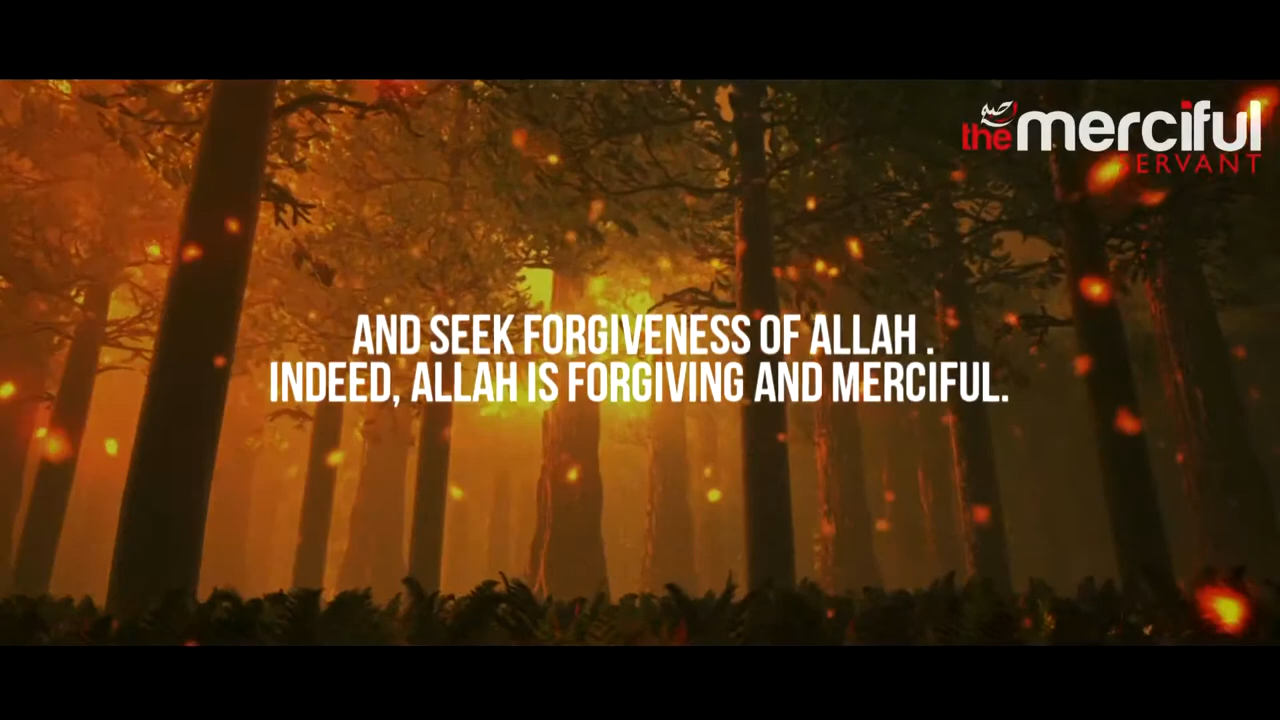 the merciful
ERVANT
AND SEEK FORGIVENESS OF ALLAH .
INDEED, ALLAH IS FORGIVING AND MERCIFUL.